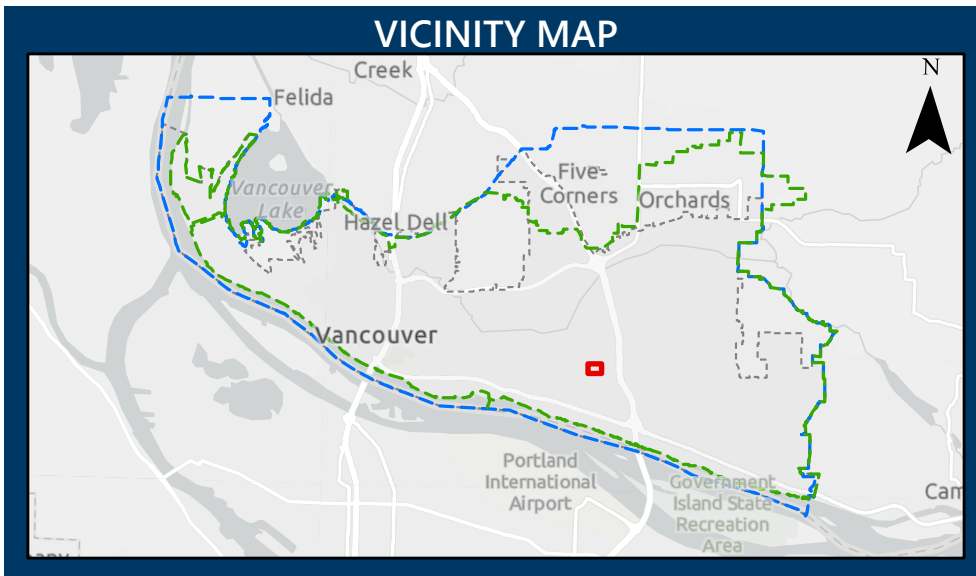 VICINITY MAP
N
Creek
Felida
Five
Corners
Vancouver
Lake
Orchards
Hazel Dell
Vancouver
Portland
International
Airport
Government
Island State
Recreation
Area
Cam